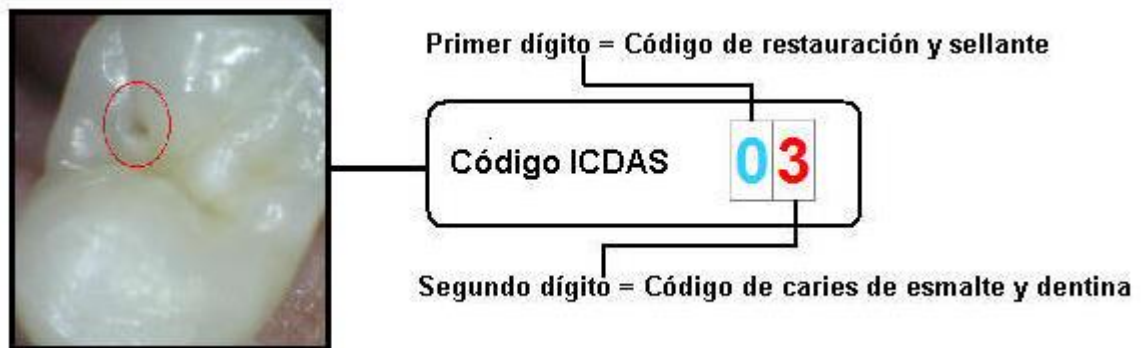 Primer dígito = Código de restauración y sellante
Código ICDAS 03
Segundo dígito = Código de caries de esmalte y dentina